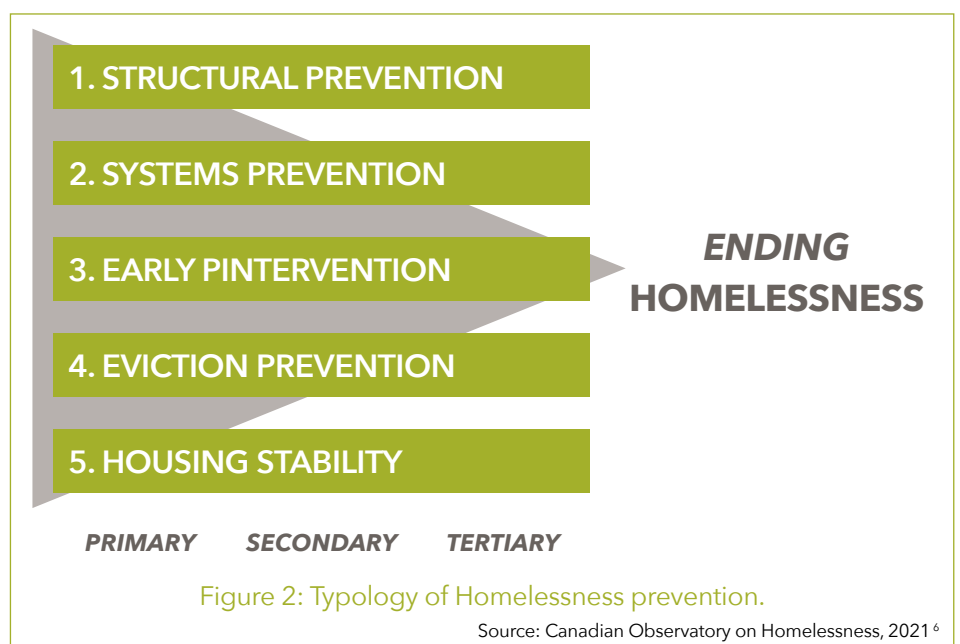 1. STRUCTURAL PREVENTION
2. SYSTEMS PREVENTION
3. EARLY PINTERVENTION
4. EVICTION PREVENTION
5. HOUSING STABILITY
ENDING
HOMELESSNESS
PRIMARY SECONDARY TERTIARY
Figure 2: Typology of Homelessness prevention.
Source: Canadian Observatory on Homelessness, 2021 6